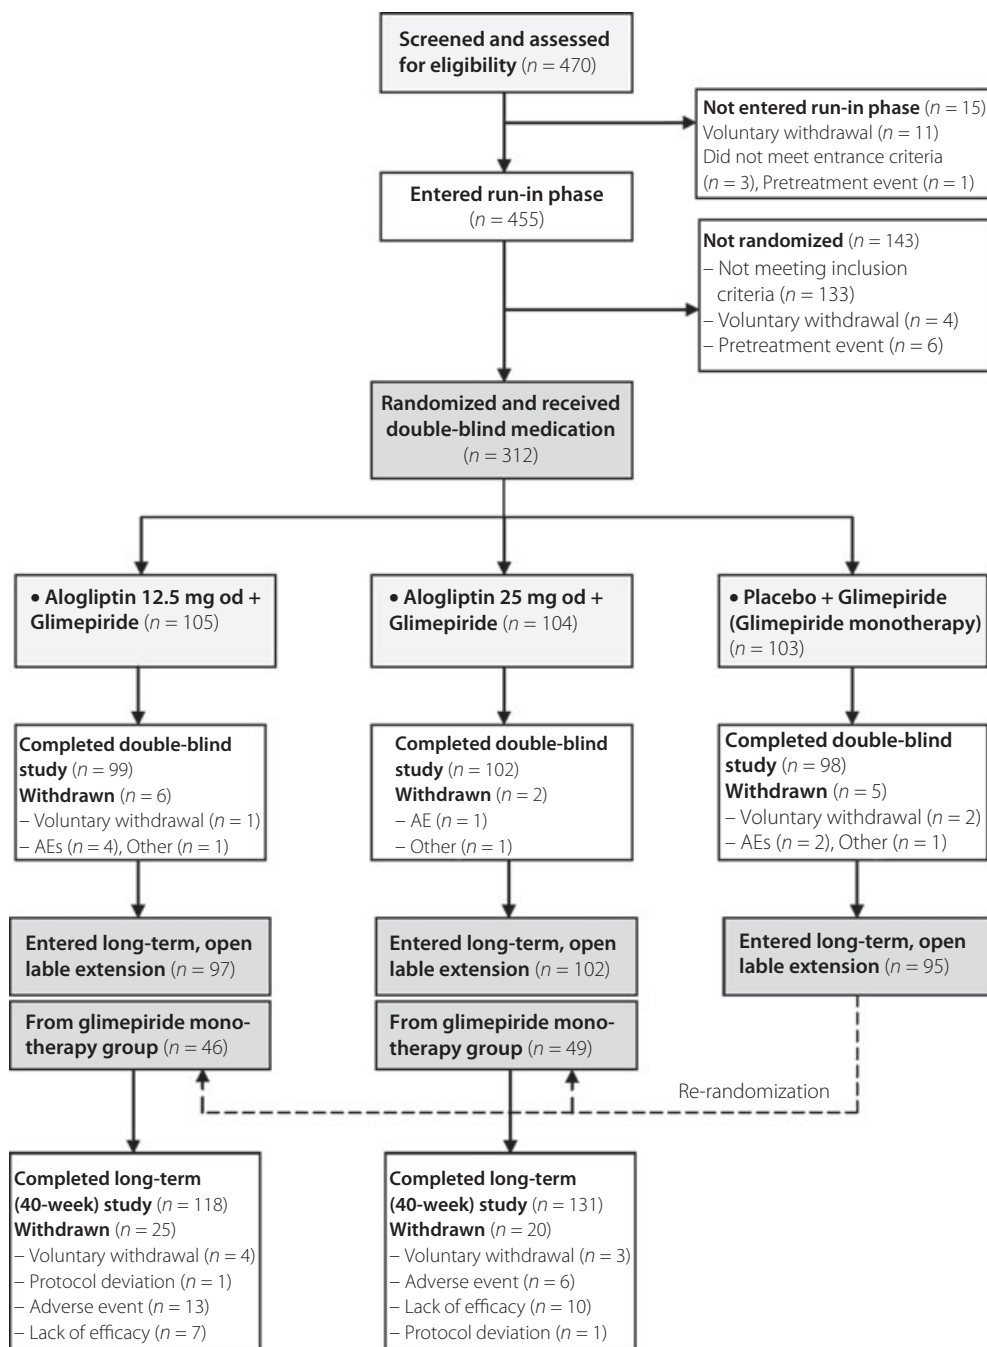 Screened and assessed
for eligibility (n = 470)
Not entered run-in phase (n = 15)
Voluntary withdrawal (n = 11)
Did not meet entrance criteria
(n = 3), Pretreatment event (n = 1)
Entered run-in phase
(n = 455)
Not randomized (n = 143)
– Not meeting inclusion
criteria (n = 133)
– Voluntary withdrawal (n = 4)
– Pretreatment event (n = 6)
Randomized and received
double-blind medication
(n = 312)
• Alogliptin 12.5 mg od +
Glimepiride (n = 105)
• Alogliptin 25 mg od +
Glimepiride (n = 104)
• Placebo + Glimepiride
(Glimepiride monotherapy)
(n = 103)
Completed double-blind
study (n = 99)
Withdrawn (n = 6)
– Voluntary withdrawal (n = 1)
– AEs (n = 4), Other (n = 1)
Completed double-blind
study (n = 102)
Withdrawn (n = 2)
– AE (n = 1)
– Other (n = 1)
Completed double-blind
study (n = 98)
Withdrawn (n = 5)
– Voluntary withdrawal (n = 2)
– AEs (n = 2), Other (n = 1)
Entered long-term, open
lable extension (n = 97)
Entered long-term, open
lable extension (n = 102)
Entered long-term, open
lable extension (n = 95)
From glimepiride mono-
therapy group (n = 46)
From glimepiride mono-
therapy group (n = 49)
Re-randomization
Completed long-term
(40-week) study (n = 118)
Withdrawn (n = 25)
– Voluntary withdrawal (n = 4)
– Protocol deviation (n = 1)
– Adverse event (n = 13)
– Lack of efficacy (n = 7)
Completed long-term
(40-week) study (n = 131)
Withdrawn (n = 20)
– Voluntary withdrawal (n = 3)
– Adverse event (n = 6)
– Lack of efficacy (n = 10)
– Protocol deviation (n = 1)